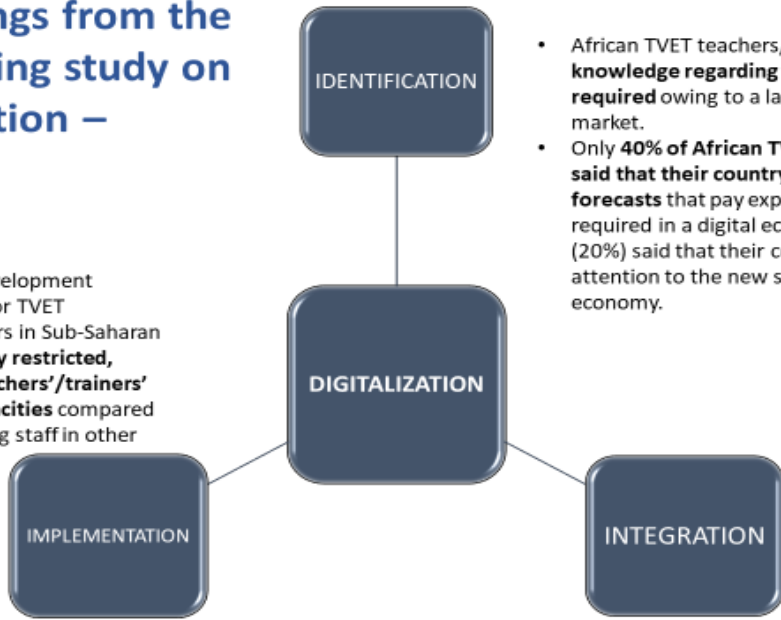 ngs from the
ing study on
tion –
IDENTIFICATION
• African TVET teachers,
knowledge regarding
required owing to a la
market.
• Only 40% of African T
said that their country
forecasts that pay exp
required in a digital ec
(20%) said that their c
attention to the new s
economy.
elopment
or TVET
rs in Sub-Saharan
y restricted,
chers'/trainers'
cities compared
g staff in other
DIGITALIZATION
IMPLEMENTATION
INTEGRATION